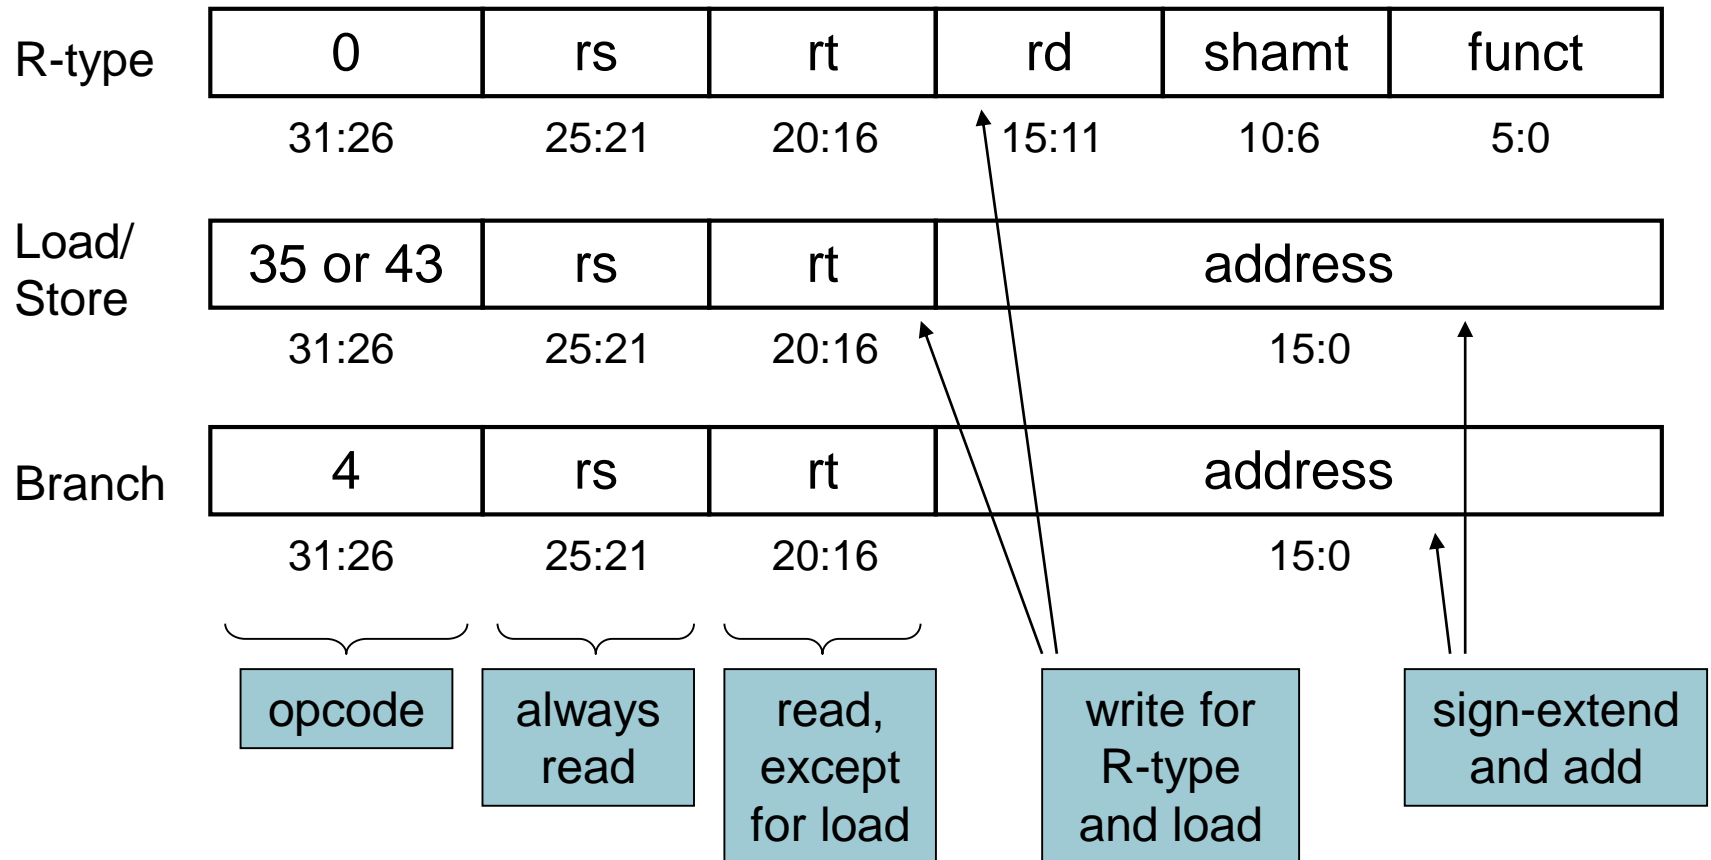 R-type 0 rs rt rd shamt funct
31:26 25:21 20:16 15:11 10:6 5:0
Load/
Store
35 or 43 rs rt address
31:26 25:21 20:16 15:0
Branch 4 rs rt address
31:26 25:21 20:16 15:0
opcode
always
read
read,
except
for load
write for
R-type
and load
sign-extend
and add